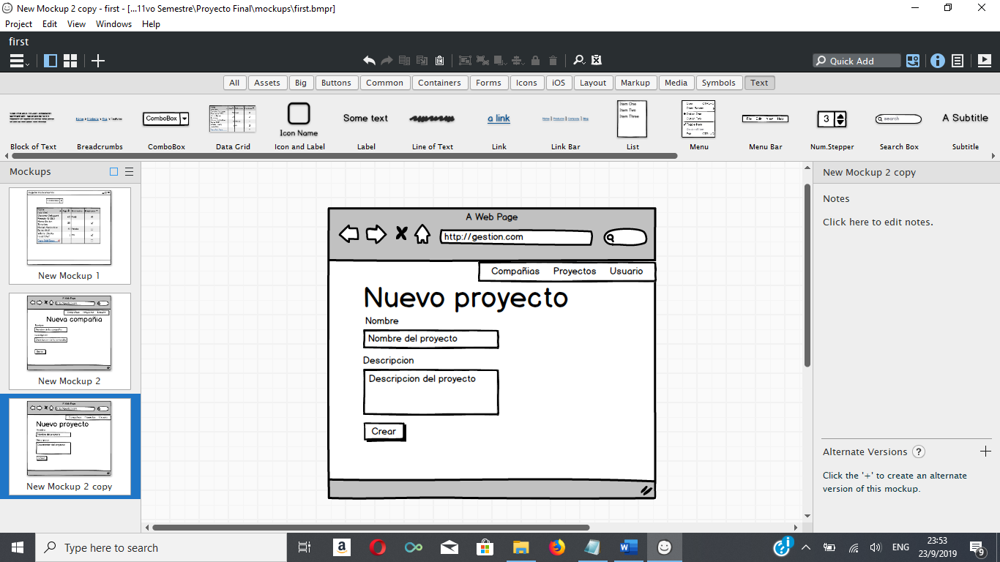 New Mockup 2 copy - first - [...11vo Semestre\Proyecto Final\mockups\first.bmpr]
Project Edit View Windows Help
first
Quick Add
All Assets Big Buttons Common Containers Forms Icons iOS Layout Markup Media Symbols Text
ComboBox
Some text
a link
Item One
Item Two
Item Three
3
search
A Subtitle
Icon Name
Block of Text Breadcrumbs ComboBox Data Grid Icon and Label Label Line of Text Link Link Bar List Menu Menu Bar Num.Stepper Search Box Subtitle
Mockups
New Mockup 1
Nueva compañia
New Mockup 2
Nuevo proyecto
New Mockup 2 copy
A Web Page
http://gestion.com
Compañias Proyectos Usuario
Nuevo proyecto
Nombre
Nombre del proyecto
Descripcion
Descripcion del proyecto
Crear
New Mockup 2 copy
Notes
Click here to edit notes.
Alternate Versions ?
Click the '+' to create an alternate
version of this mockup.
Type here to search
ENG
23:53
23/9/2019
9